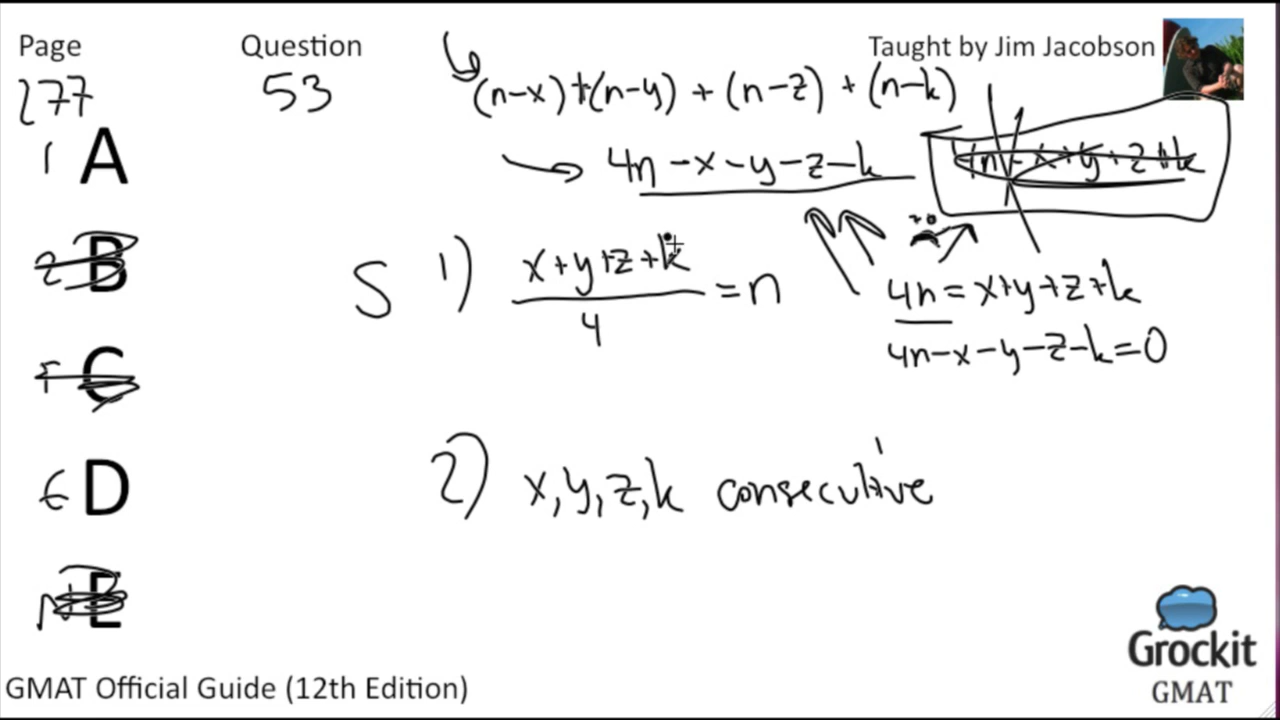 Page Question Taught by Jim Jacobson
277 53
(n-x)+(n-y) + (n-z) + (n-k)
1 A
4n -x-y-z-k
2 B
S 1) x+y+z+k / 4 = n
4n = x+y+z+k
4n-x-y-z-k=0
C
2) x,y,z,k consecutive
D
E
Grockit
GMAT
GMAT Official Guide (12th Edition)